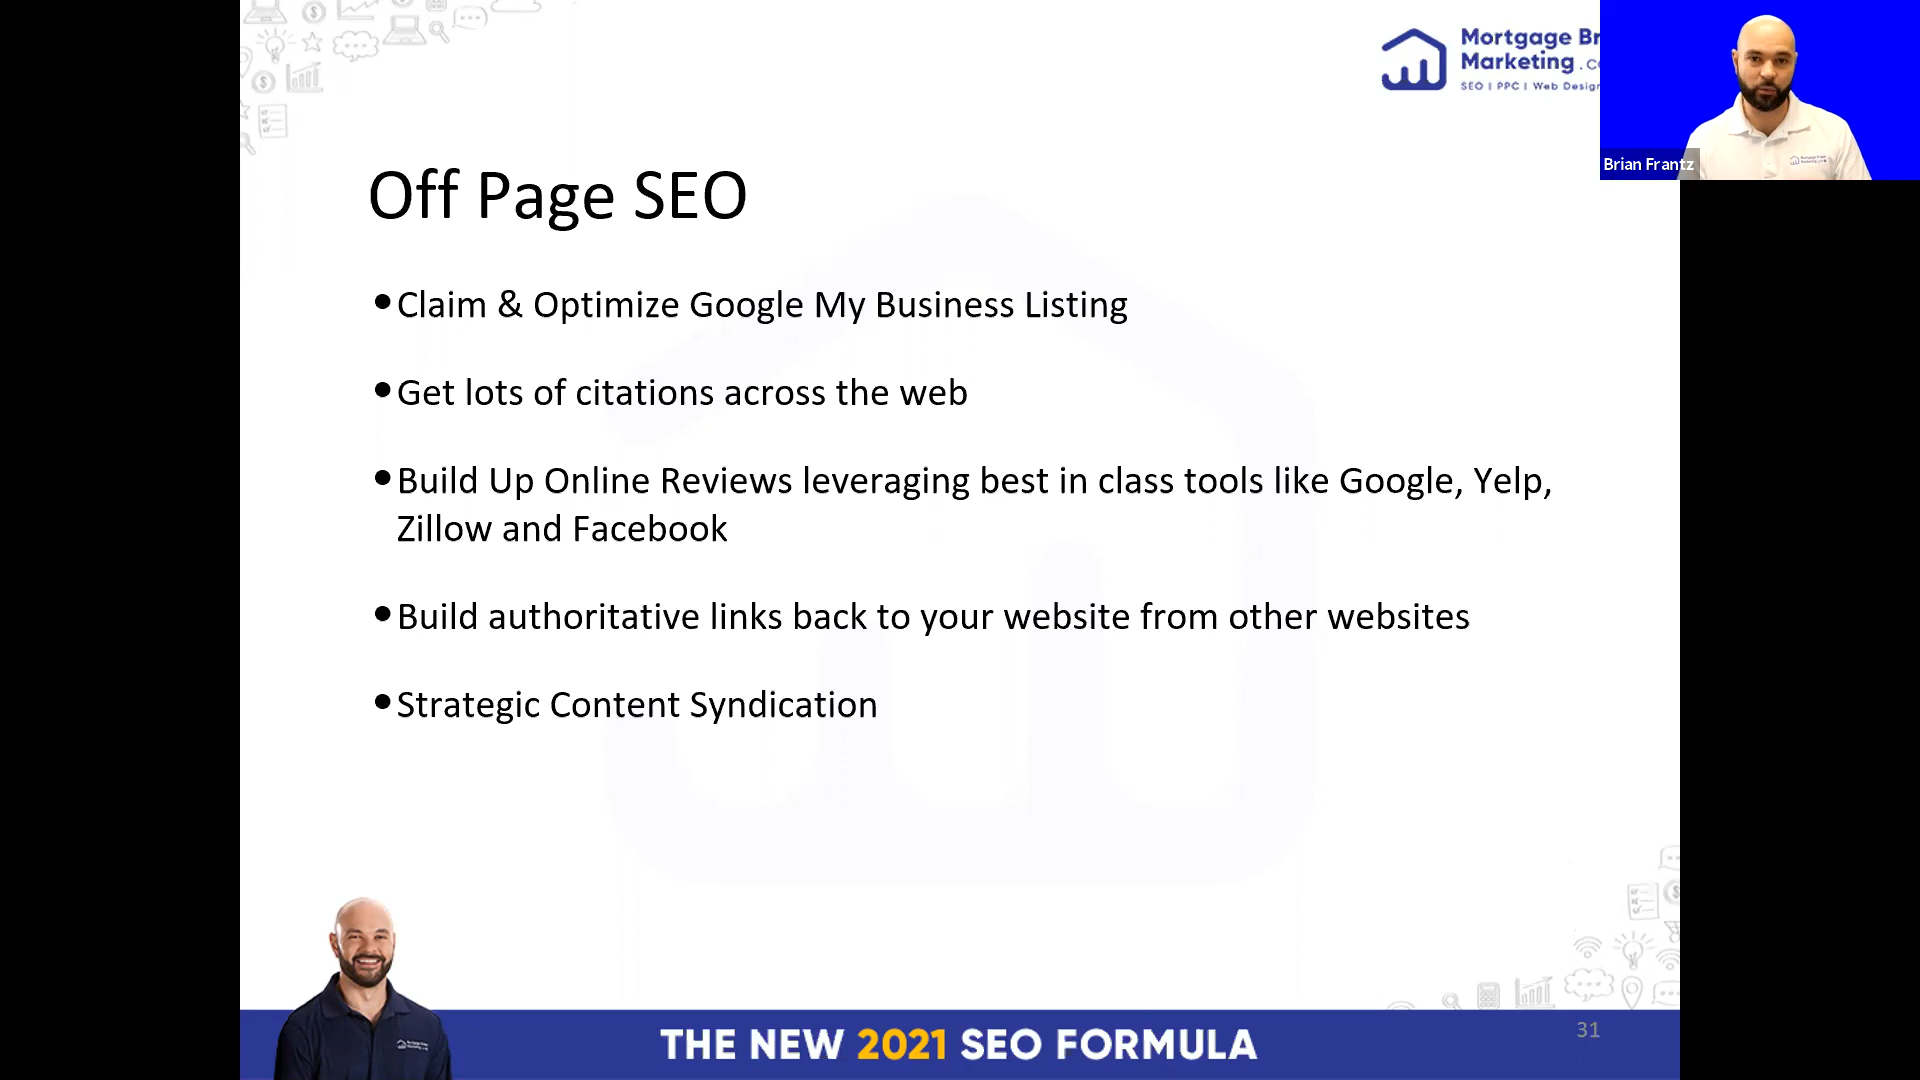 Mortgage Br
Marketing .co
SEO | PPC | Web Design
Brian Frantz
Off Page SEO
•Claim & Optimize Google My Business Listing
•Get lots of citations across the web
•Build Up Online Reviews leveraging best in class tools like Google, Yelp,
Zillow and Facebook
•Build authoritative links back to your website from other websites
•Strategic Content Syndication
THE NEW 2021 SEO FORMULA
31